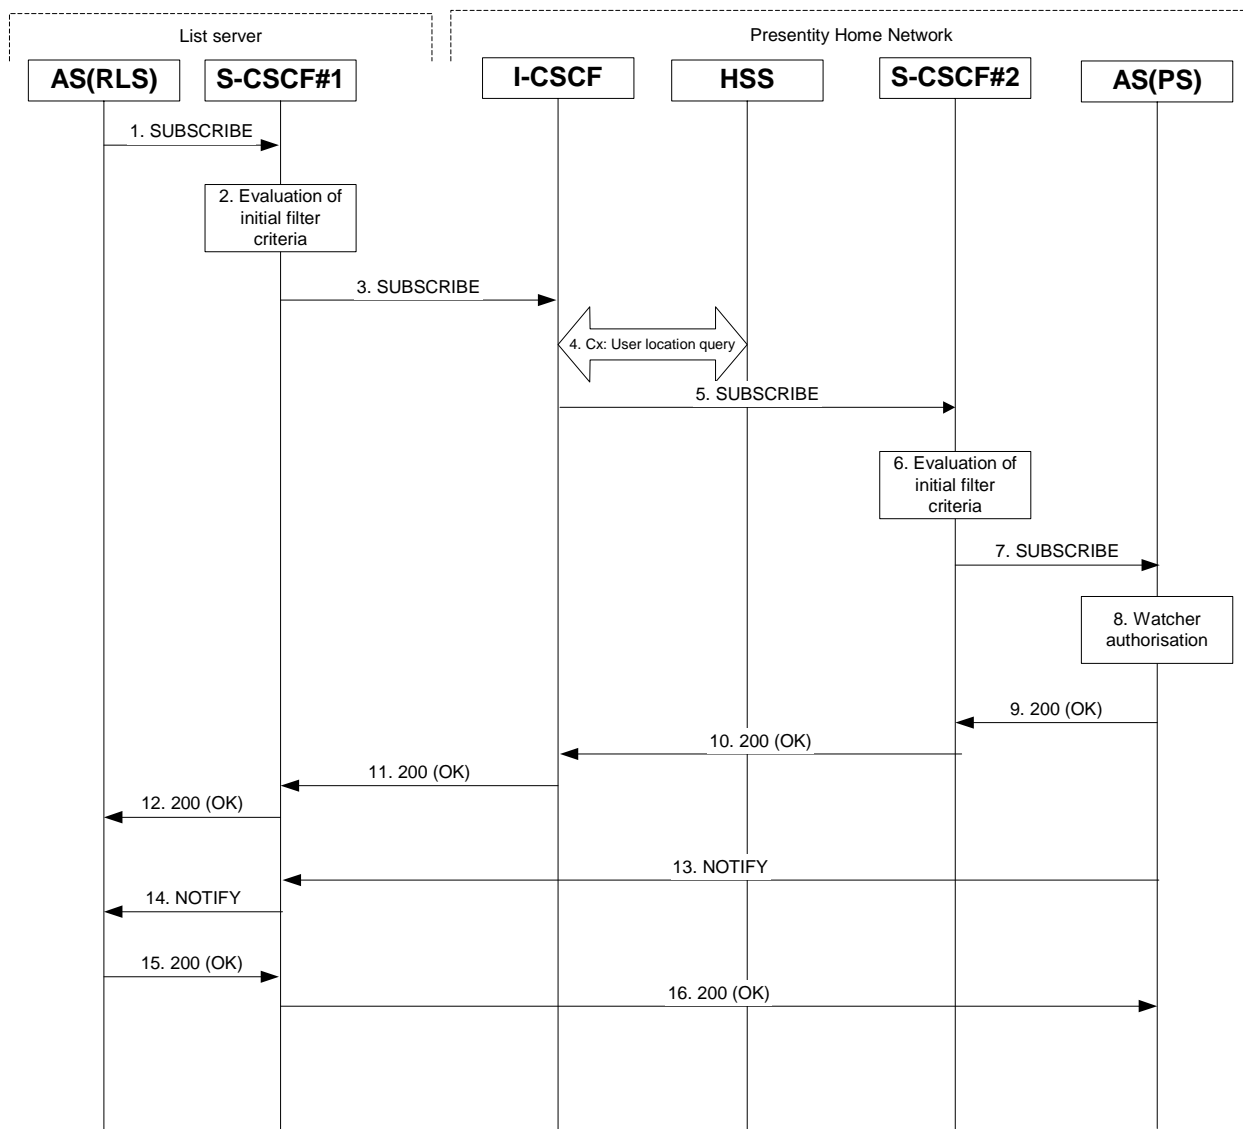 List server
Presentity Home Network
AS(RLS)
S-CSCF#1
I-CSCF
HSS
S-CSCF#2
AS(PS)
1. SUBSCRIBE
2. Evaluation of
initial filter
criteria
3. SUBSCRIBE
4. Cx: User location query
5. SUBSCRIBE
6. Evaluation of
initial filter
criteria
7. SUBSCRIBE
8. Watcher
authorisation
9. 200 (OK)
10. 200 (OK)
11. 200 (OK)
12. 200 (OK)
13. NOTIFY
14. NOTIFY
15. 200 (OK)
16. 200 (OK)